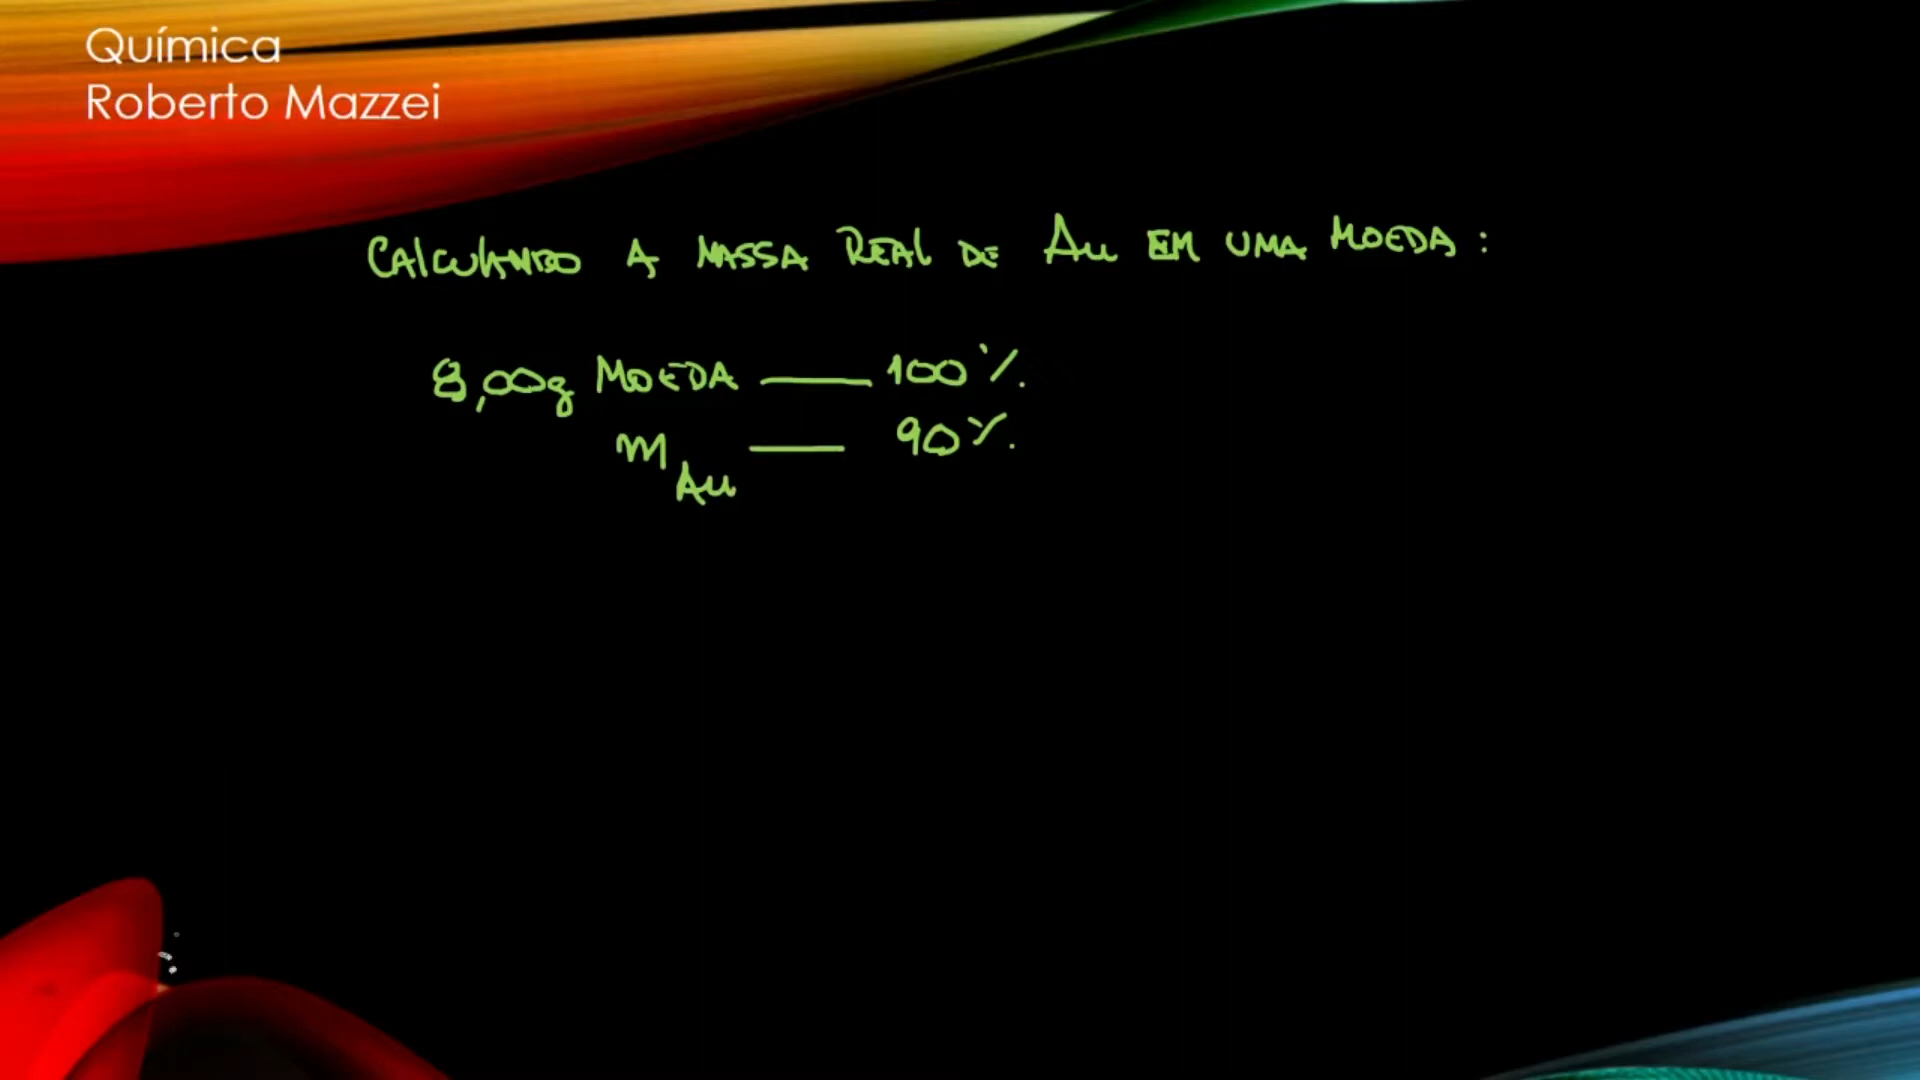 Química
Roberto Mazzei
CALCULANDO A MASSA REAL DE Au EM UMA MOEDA:
8,00g MOEDA — 100%
m Au — 90%